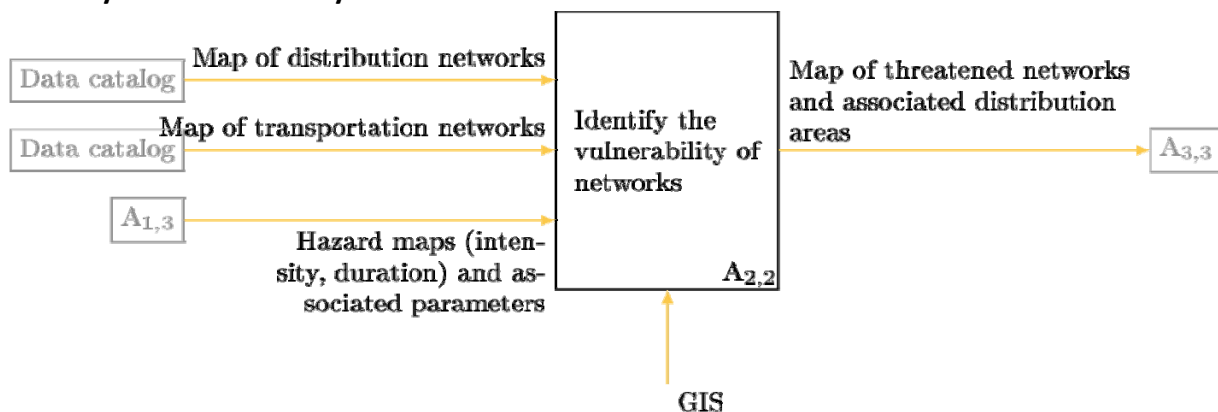 Map of distribution networks
Data catalog
Map of transportation networks
Data catalog
A1,3
Hazard maps (inten-
sity, duration) and as-
sociated parameters
Identify the
vulnerability of
networks
A2,2
GIS
Map of threatened networks
and associated distribution
areas
A3,3